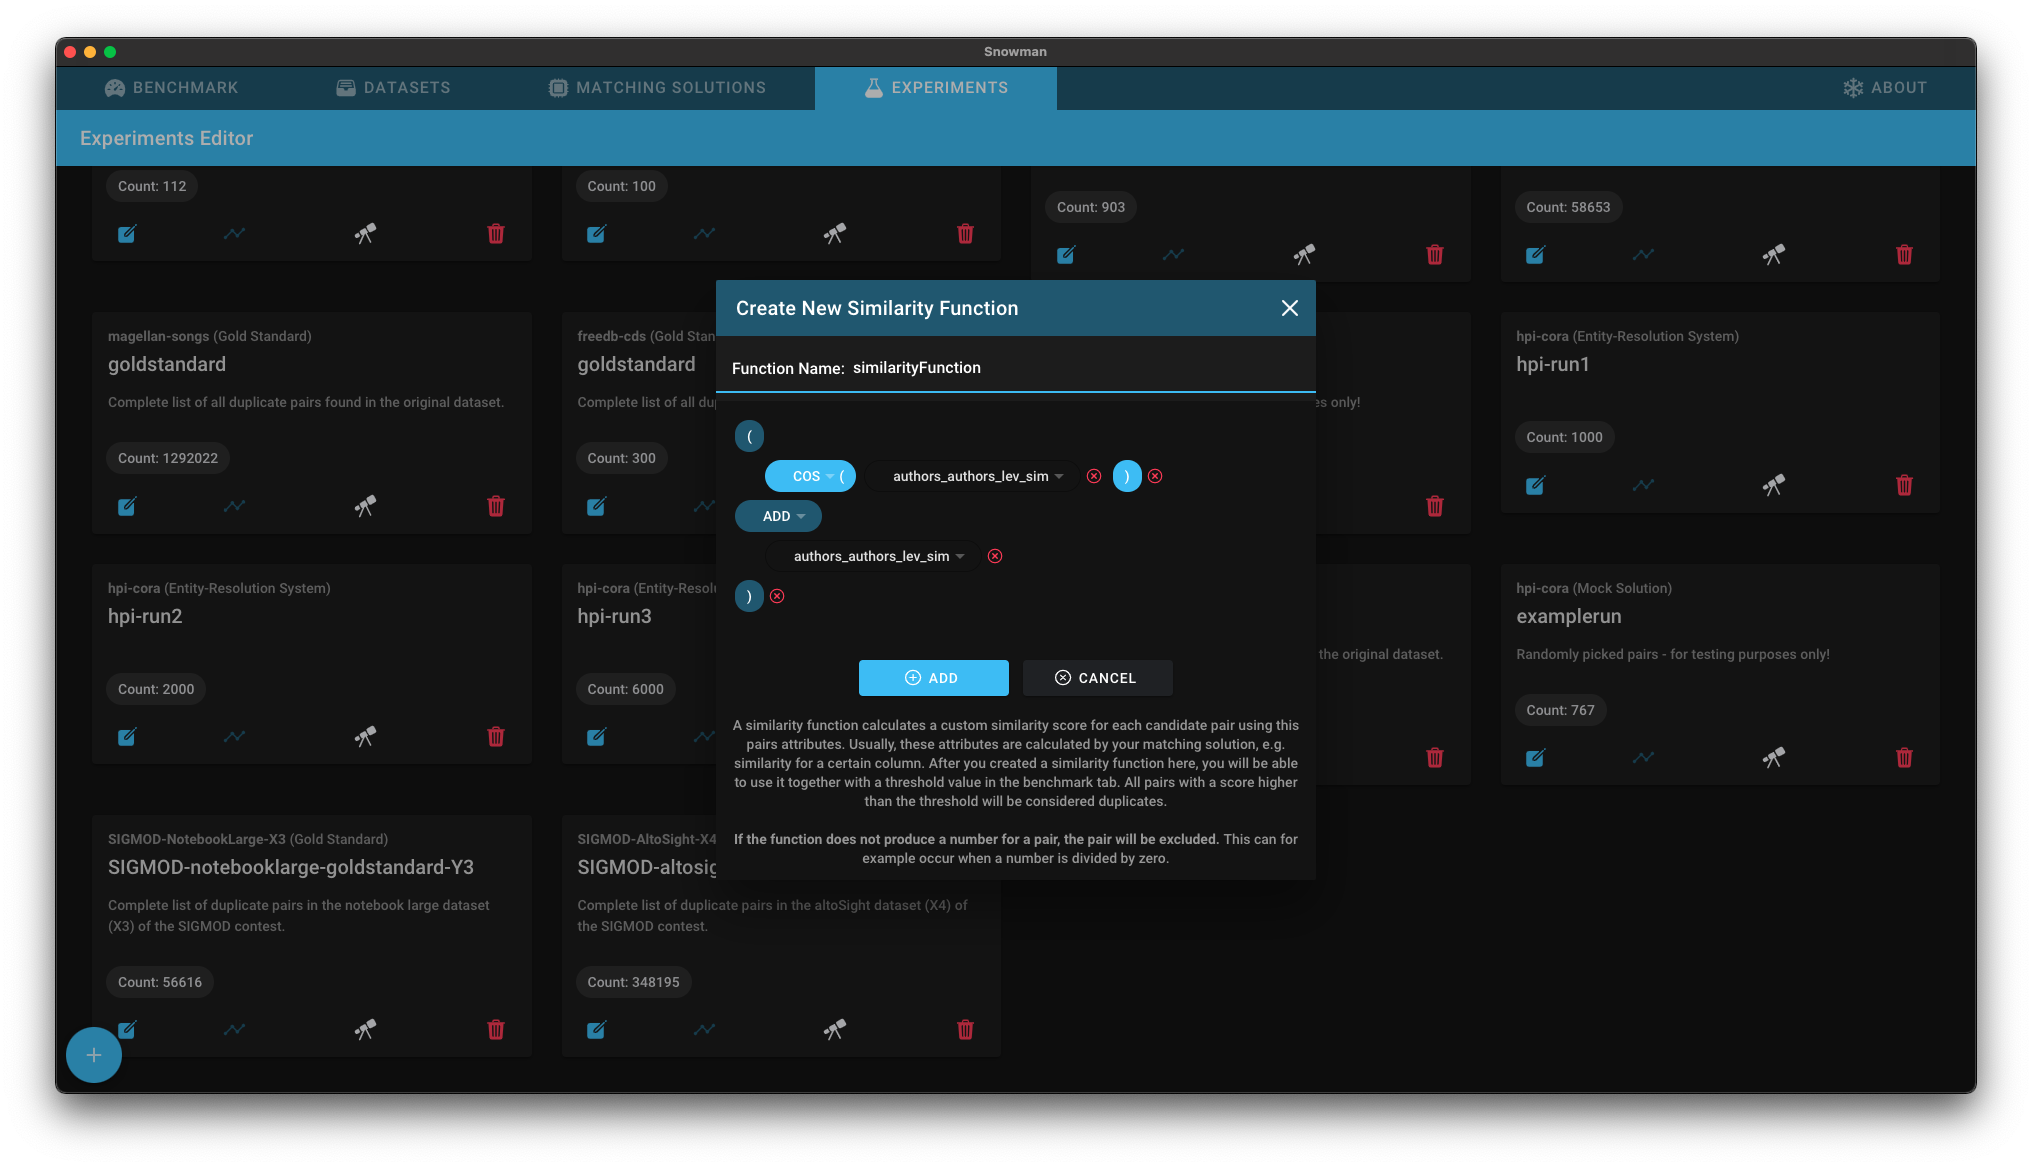 Snowman
BENCHMARK
DATASETS
MATCHING SOLUTIONS
EXPERIMENTS
ABOUT
Experiments Editor
Count: 112
Count: 100
Count: 903
Count: 58653
magellan-songs (Gold Standard)
goldstandard
Complete list of all duplicate pairs found in the original dataset.
Count: 1292022
freedb-cds (Gold Stan
goldstandard
Complete list of all du
Count: 300
es only!
hpi-cora (Entity-Resolution System)
hpi-run1
Count: 1000
Create New Similarity Function
Function Name: similarityFunction
(
COS ( authors_authors_lev_sim )
ADD
authors_authors_lev_sim
)
ADD
CANCEL
A similarity function calculates a custom similarity score for each candidate pair using this
pairs attributes. Usually, these attributes are calculated by your matching solution, e.g.
similarity for a certain column. After you created a similarity function here, you will be able
to use it together with a threshold value in the benchmark tab. All pairs with a score higher
than the threshold will be considered duplicates.
If the function does not produce a number for a pair, the pair will be excluded. This can for
example occur when a number is divided by zero.
hpi-cora (Entity-Resolution System)
hpi-run2
Count: 2000
hpi-cora (Entity-Resolu
hpi-run3
Count: 6000
the original dataset.
hpi-cora (Mock Solution)
examplerun
Randomly picked pairs - for testing purposes only!
Count: 767
SIGMOD-NotebookLarge-X3 (Gold Standard)
SIGMOD-notebooklarge-goldstandard-Y3
Complete list of duplicate pairs in the notebook large dataset
(X3) of the SIGMOD contest.
Count: 56616
SIGMOD-AltoSight-X4
SIGMOD-altosig
Complete list of duplicate pairs in the altoSight dataset (X4) of
the SIGMOD contest.
Count: 348195